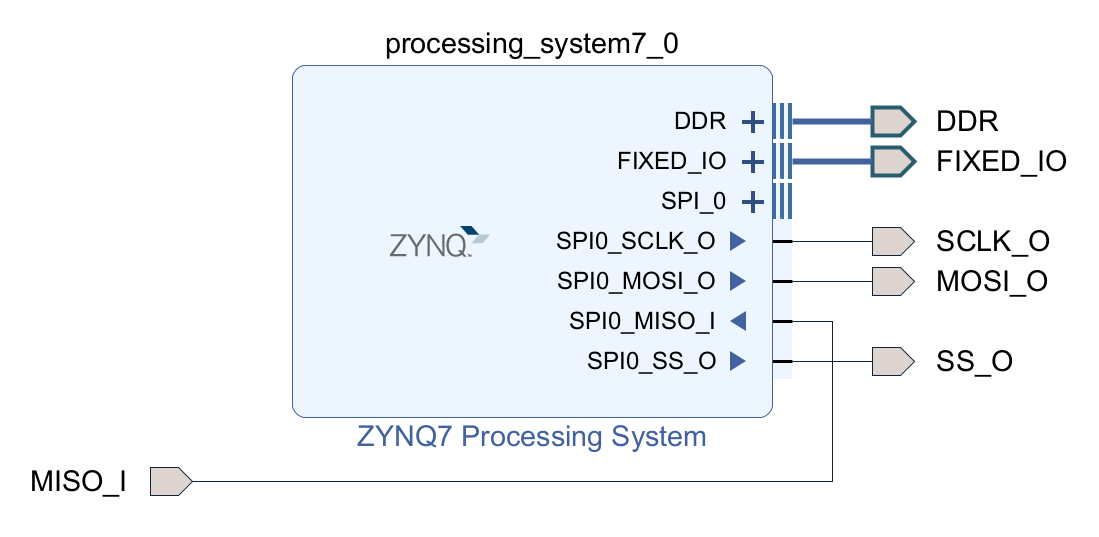 processing_system7_0
DDR
DDR
FIXED_IO
FIXED_IO
SPI_0
ZYNQ
SPI0_SCLK_O
SCLK_O
SPI0_MOSI_O
MOSI_O
SPI0_MISO_I
SPI0_SS_O
SS_O
ZYNQ7 Processing System
MISO_I